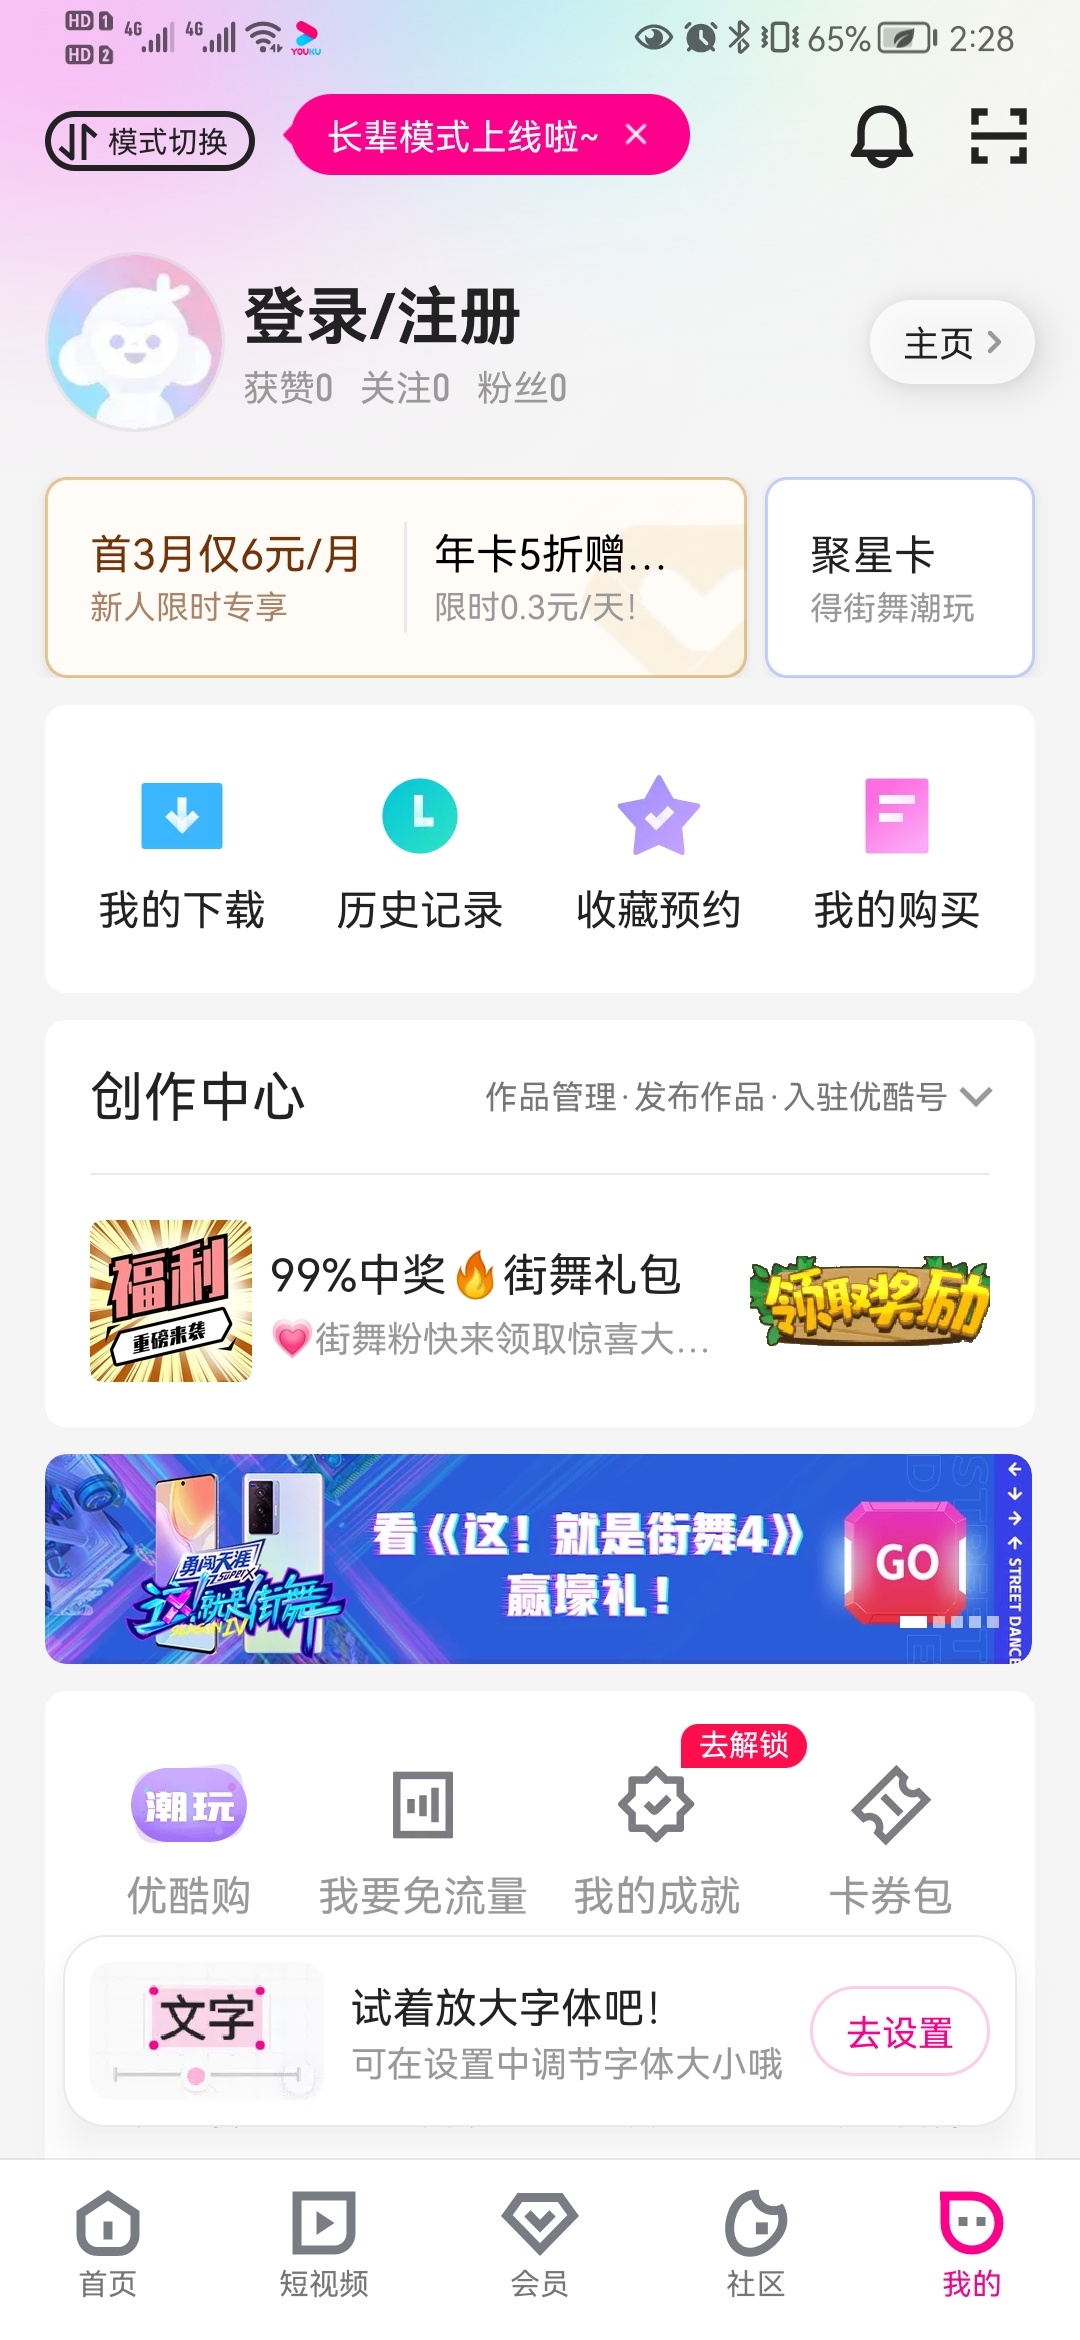 HD 1 4G 4G 65% 2:28
HD 2 YOUKU
模式切换 长辈模式上线啦~
登录/注册
获赞0 关注0 粉丝0
主页
首3月仅6元/月 年卡5折赠... 聚星卡
新人限时专享 限时0.3元/天! 得街舞潮玩
我的下载 历史记录 收藏预约 我的购买
创作中心 作品管理·发布作品·入驻优酷号
福利 99%中奖🔥街舞礼包 领取奖励
重磅来袭 💗街舞粉快来领取惊喜大...
看《这！就是街舞4》
赢壕礼！
勇闯天涯
superX
这！就是街舞
SEASON IV
GO
STREET DANCE
去解锁
潮玩
优酷购 我要免流量 我的成就 卡券包
文字 试着放大字体吧！
可在设置中调节字体大小哦
去设置
首页 短视频 会员 社区 我的